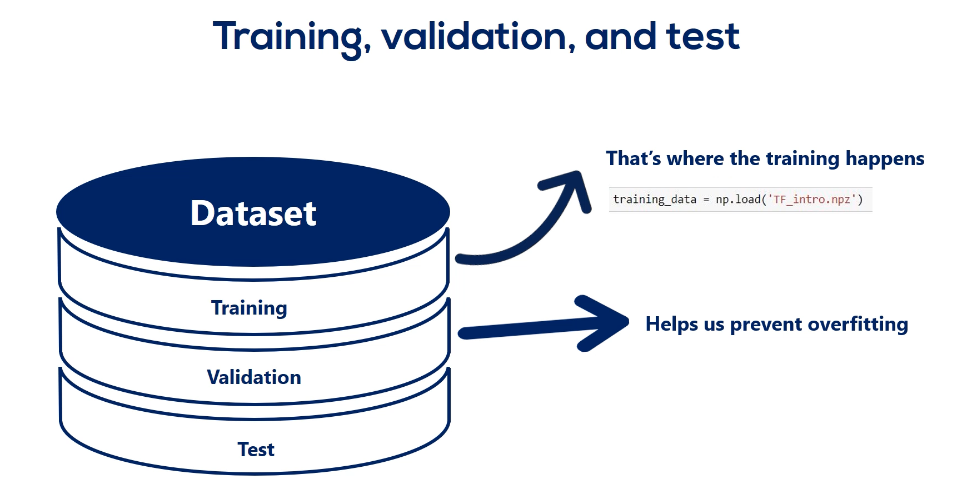 Training, validation, and test
Dataset
Training
Validation
Test
That's where the training happens
training_data = np.load('TF_intro.npz')
Helps us prevent overfitting